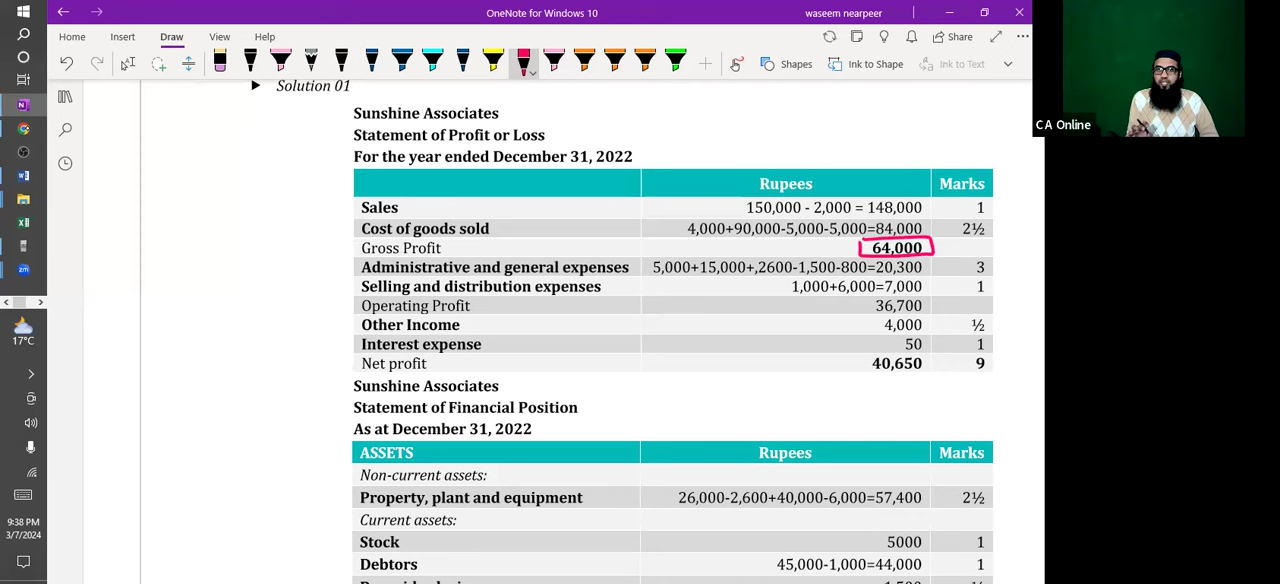 OneNote for Windows 10
waseem nearpeer
Home Insert Draw View Help
Share
Shapes
Ink to Shape
Ink to Text
C A Online
Solution 01
Sunshine Associates
Statement of Profit or Loss
For the year ended December 31, 2022
Rupees Marks
Sales 150,000 - 2,000 = 148,000 1
Cost of goods sold 4,000+90,000-5,000-5,000=84,000 2½
Gross Profit 64,000
Administrative and general expenses 5,000+15,000+,2600-1,500-800=20,300 3
Selling and distribution expenses 1,000+6,000=7,000 1
Operating Profit 36,700
Other Income 4,000 ½
Interest expense 50 1
Net profit 40,650 9
Sunshine Associates
Statement of Financial Position
As at December 31, 2022
ASSETS Rupees Marks
Non-current assets:
Property, plant and equipment 26,000-2,600+40,000-6,000=57,400 2½
Current assets:
Stock 5000 1
Debtors 45,000-1,000=44,000 1
17°C
9:38 PM
3/7/2024